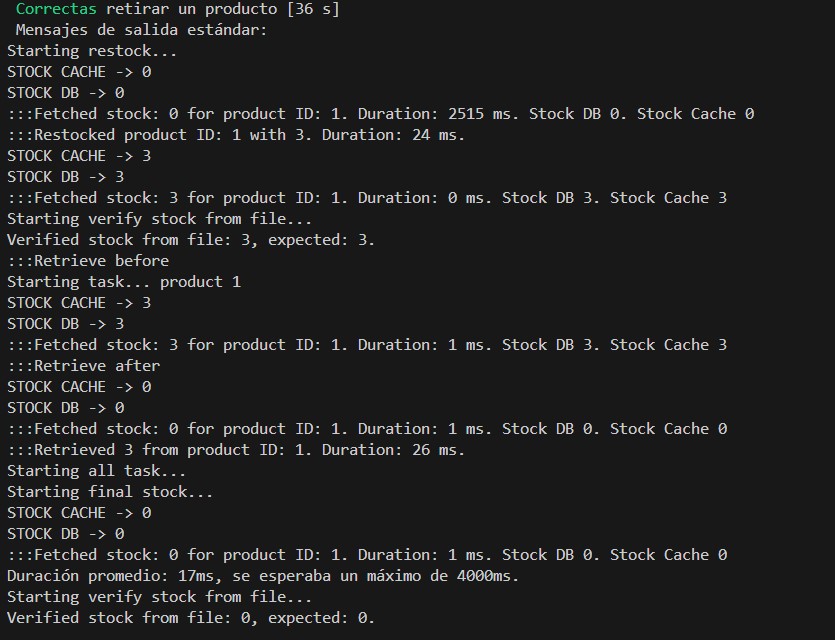 Correctas retirar un producto [36 s]
Mensajes de salida estándar:
Starting restock...
STOCK CACHE -> 0
STOCK DB -> 0
:::Fetched stock: 0 for product ID: 1. Duration: 2515 ms. Stock DB 0. Stock Cache 0
:::Restocked product ID: 1 with 3. Duration: 24 ms.
STOCK CACHE -> 3
STOCK DB -> 3
:::Fetched stock: 3 for product ID: 1. Duration: 0 ms. Stock DB 3. Stock Cache 3
Starting verify stock from file...
Verified stock from file: 3, expected: 3.
:::Retrieve before
Starting task... product 1
STOCK CACHE -> 3
STOCK DB -> 3
:::Fetched stock: 3 for product ID: 1. Duration: 1 ms. Stock DB 3. Stock Cache 3
:::Retrieve after
STOCK CACHE -> 0
STOCK DB -> 0
:::Fetched stock: 0 for product ID: 1. Duration: 1 ms. Stock DB 0. Stock Cache 0
:::Retrieved 3 from product ID: 1. Duration: 26 ms.
Starting all task...
Starting final stock...
STOCK CACHE -> 0
STOCK DB -> 0
:::Fetched stock: 0 for product ID: 1. Duration: 1 ms. Stock DB 0. Stock Cache 0
Duración promedio: 17ms, se esperaba un máximo de 4000ms.
Starting verify stock from file...
Verified stock from file: 0, expected: 0.